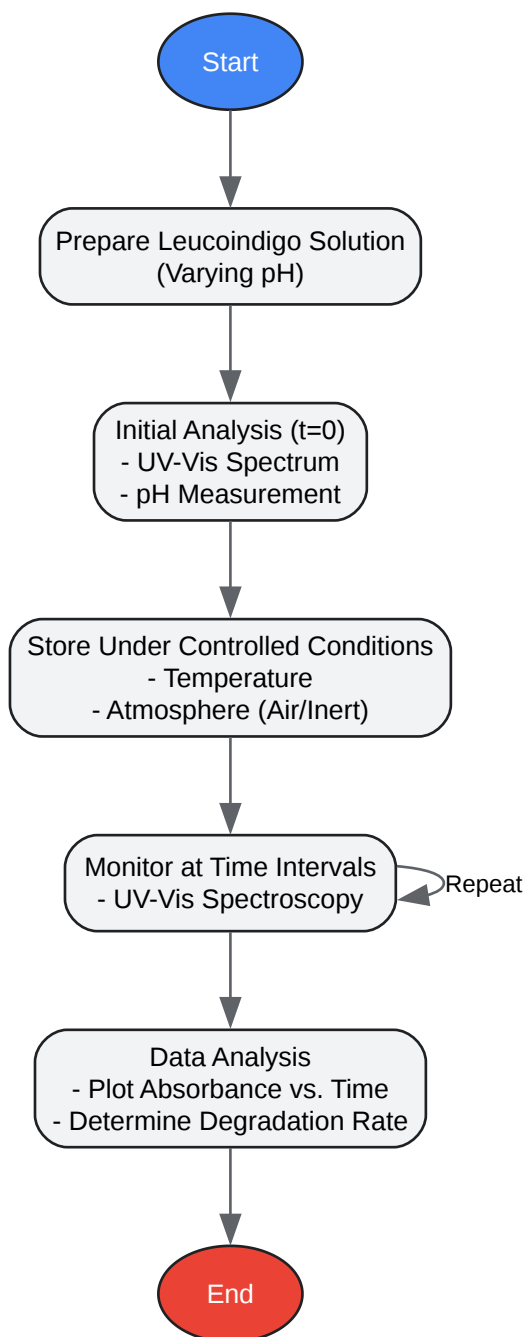 Start
Prepare Leucoindigo Solution
(Varying pH)
Initial Analysis (t=0)
- UV-Vis Spectrum
- pH Measurement
Store Under Controlled Conditions
- Temperature
- Atmosphere (Air/Inert)
Monitor at Time Intervals
- UV-Vis Spectroscopy
Repeat
Data Analysis
- Plot Absorbance vs. Time
- Determine Degradation Rate
End